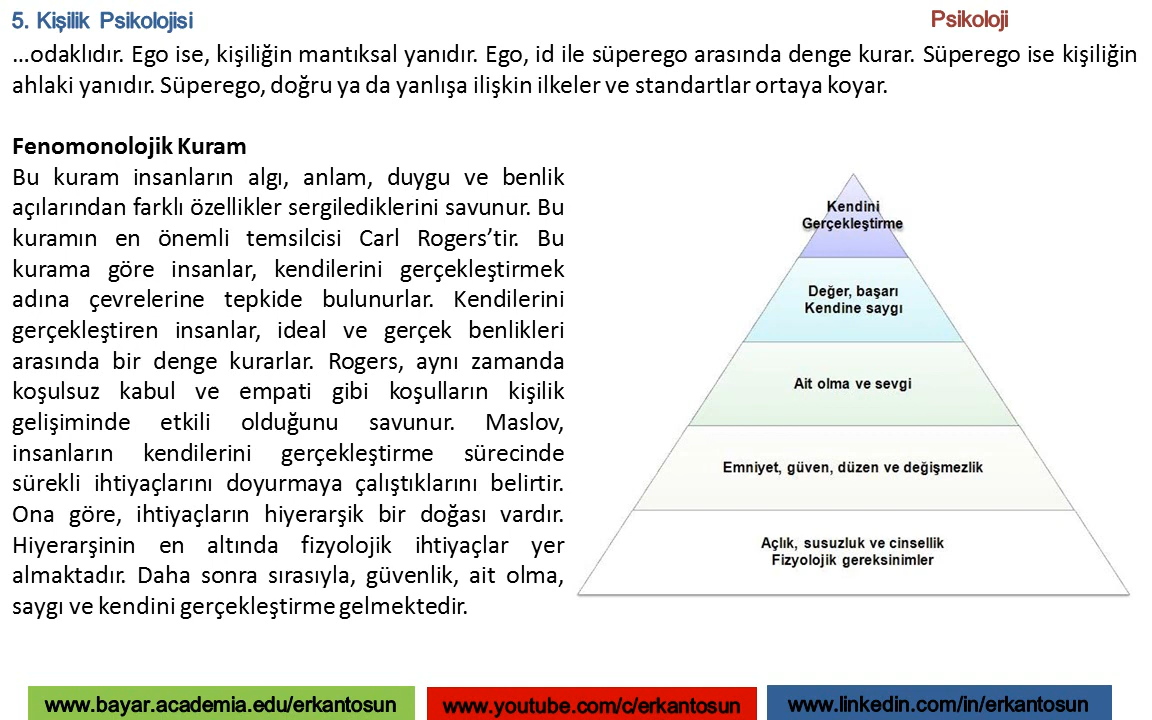 5. Kişilik Psikolojisi
Psikoloji
...odaklıdır. Ego ise, kişiliğin mantıksal yanıdır. Ego, id ile süperego arasında denge kurar. Süperego ise kişiliğin
ahlaki yanıdır. Süperego, doğru ya da yanlışa ilişkin ilkeler ve standartlar ortaya koyar.
Fenomonolojik Kuram
Bu kuram insanların algı, anlam, duygu ve benlik
açılarından farklı özellikler sergilediklerini savunur. Bu
kuramın en önemli temsilcisi Carl Rogers’tir. Bu
kurama göre insanlar, kendilerini gerçekleştirmek
adına çevrelerine tepkide bulunurlar. Kendilerini
gerçekleştiren insanlar, ideal ve gerçek benlikleri
arasında bir denge kurarlar. Rogers, aynı zamanda
koşulsuz kabul ve empati gibi koşulların kişilik
gelişiminde etkili olduğunu savunur. Maslov,
insanların kendilerini gerçekleştirme sürecinde
sürekli ihtiyaçlarını doyurmaya çalıştıklarını belirtir.
Ona göre, ihtiyaçların hiyerarşik bir doğası vardır.
Hiyerarşinin en altında fizyolojik ihtiyaçlar yer
almaktadır. Daha sonra sırasıyla, güvenlik, ait olma,
saygı ve kendini gerçekleştirme gelmektedir.
Kendini
Gerçekleştirme
Değer, başarı
Kendine saygı
Ait olma ve sevgi
Emniyet, güven, düzen ve değişmezlik
Açlık, susuzluk ve cinsellik
Fizyolojik gereksinimler
www.bayar.academia.edu/erkantosun
www.youtube.com/c/erkantosun
www.linkedin.com/in/erkantosun